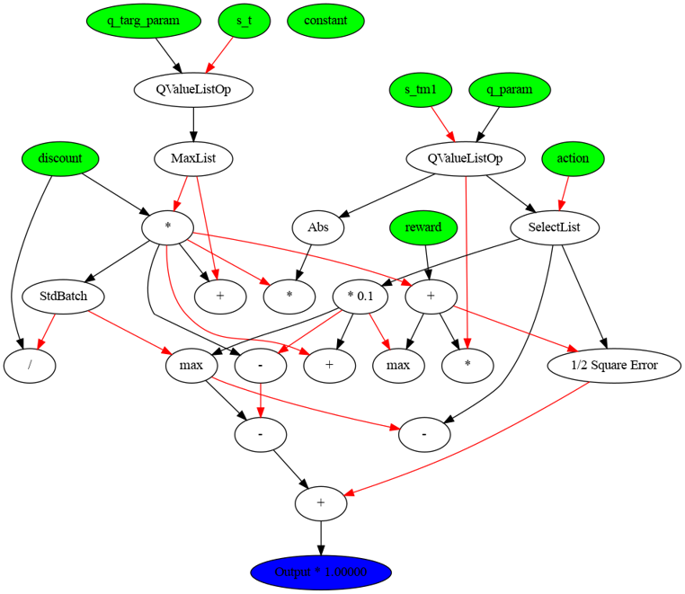 q_targ_param
s_t
constant
QValueListOp
s_tm1
q_param
discount
MaxList
QValueListOp
action
*
Abs
reward
SelectList
StdBatch
+
*
* 0.1
+
/
max
-
+
max
*
1/2 Square Error
-
-
+
Output * 1.00000